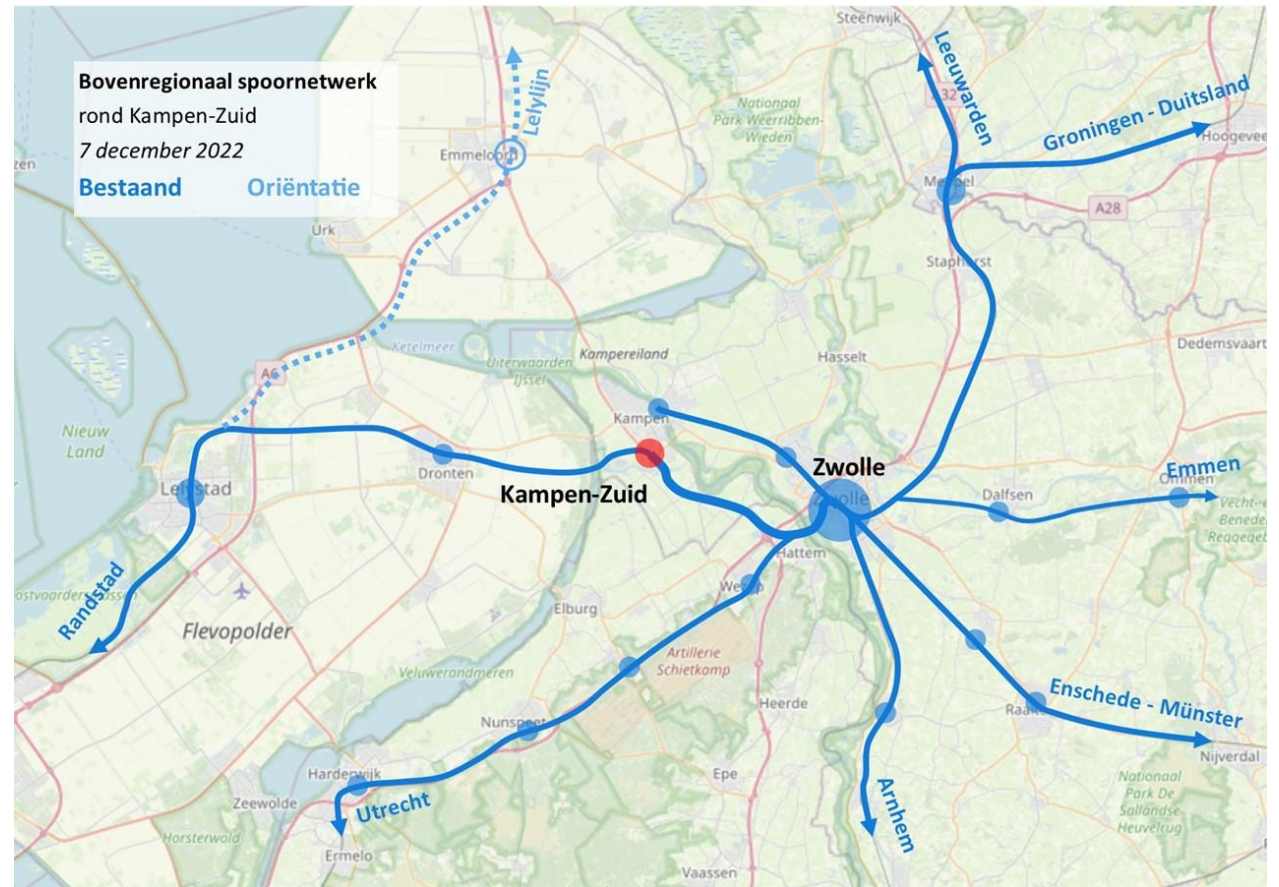 Bovenregionaal spoornetwerk
rond Kampen-Zuid
7 december 2022
Bestaand Oriëntatie
Steenwijk
Leeuwarden
Lelylijn
Nationaal
Park Weerribben-
Wieden
Groningen - Duitsland
Emmeloord
Meppel
A28
Urk
Staphorst
Ketelmeer
Uiterwaarden
IJssel
Kampereiland
Hasselt
Dedemsvaart
A6
Nieuw
Land
Kampen
Dronten
Zwolle
Zwolle
Emmen
Ommen
Lelystad
Kampen-Zuid
Dalfsen
Hattem
Wezep
Randstad
Flevopolder
Elburg
Artillerie
Schietkamp
Veluwerandmeren
Heerde
Enschede - Münster
Nunspeet
Nijverdal
Harderwijk
Epe
Zeewolde
Utrecht
Arnhem
Nationaal
Park De
Sallandse
Heuvelrug
Horsterwold
Ermelo
Vaassen